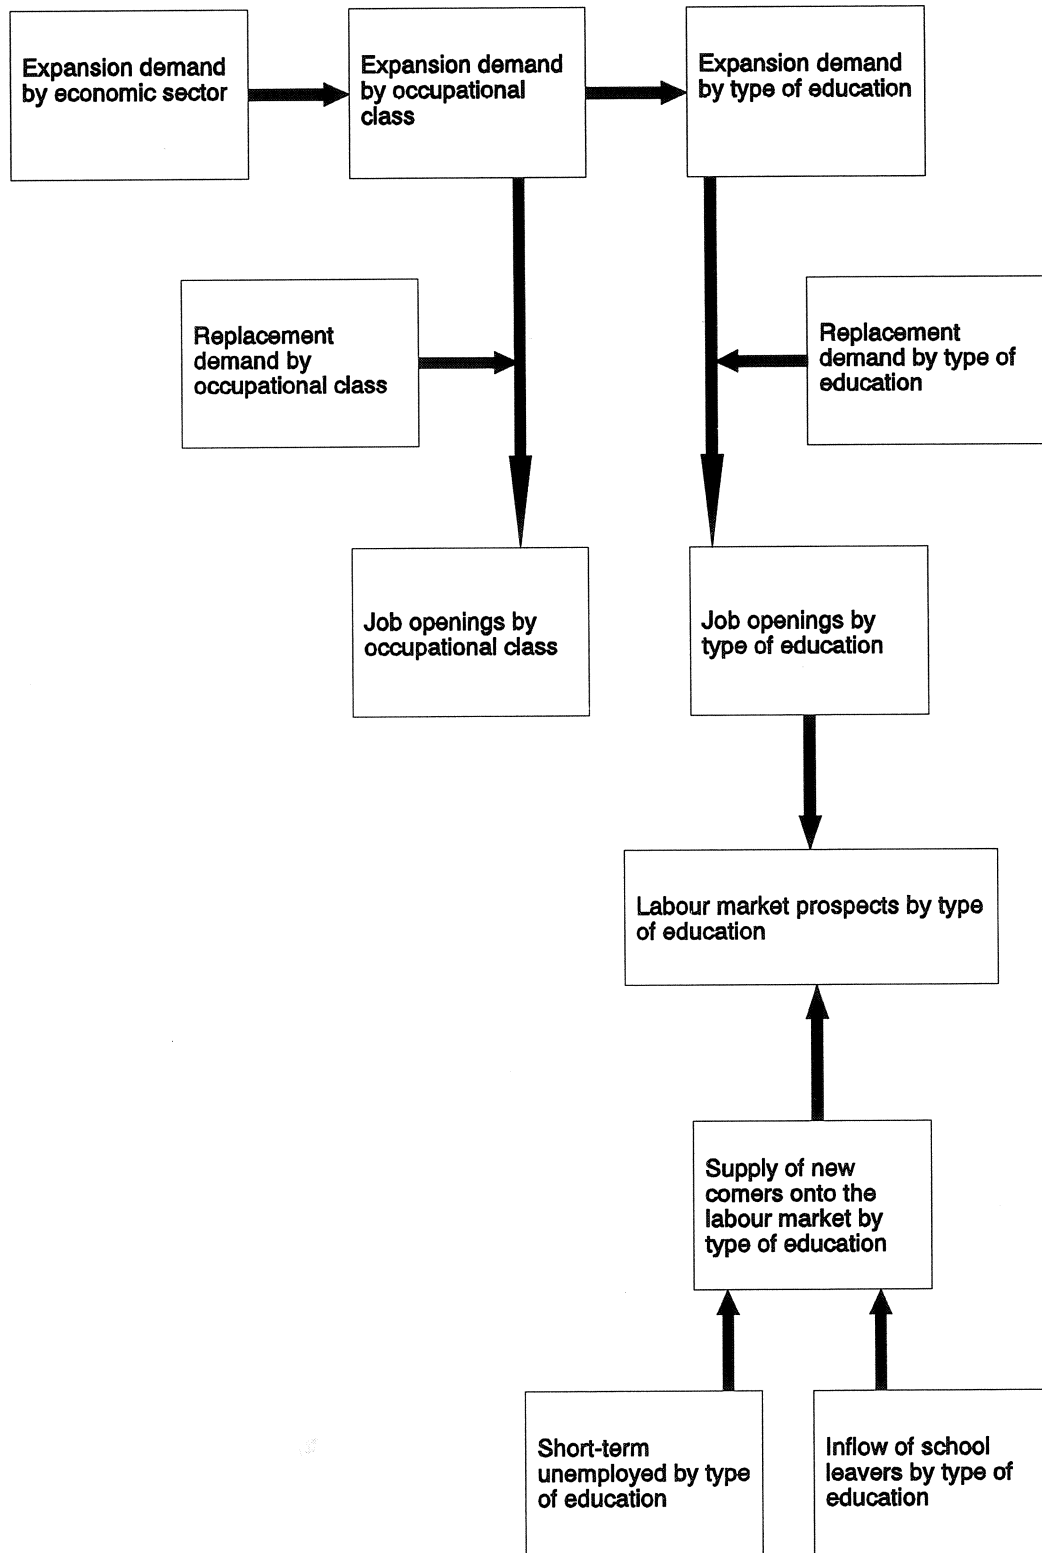 Expansion demand
by economic sector
Expansion demand
by occupational
class
Expansion demand
by type of education
Replacement
demand by
occupational class
Replacement
demand by type of
education
Job openings by
occupational class
Job openings by
type of education
Labour market prospects by type
of education
Supply of new
comers onto the
labour market by
type of education
Short-term
unemployed by type
of education
Inflow of school
leavers by type of
education